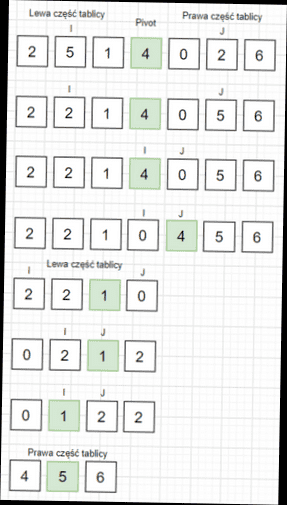 Lewa część tablicy Pivot Prawa część tablicy
I J
2 5 1 4 0 2 6
I J
2 2 1 4 0 5 6
I J
2 2 1 4 0 5 6
I J
2 2 1 0 4 5 6
Lewa część tablicy
I J
2 2 1 0
I J
0 2 1 2
I J
0 1 2 2
Prawa część tablicy
4 5 6